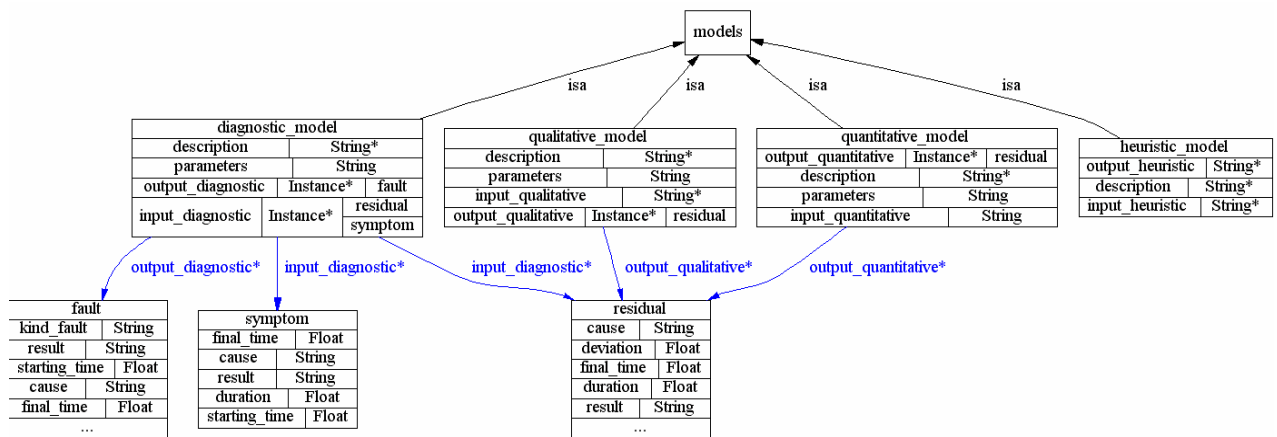 models
isa
isa
isa
isa
diagnostic_model
description String*
parameters String
output_diagnostic Instance* fault
input_diagnostic Instance* residual
symptom
qualitative_model
description String*
parameters String
input_qualitative String*
output_qualitative Instance* residual
quantitative_model
output_quantitative Instance* residual
description String*
parameters String
input_quantitative String
heuristic_model
output_heuristic String*
description String*
input_heuristic String*
output_diagnostic*
input_diagnostic*
input_diagnostic*
output_qualitative*
output_quantitative*
fault
kind_fault String
result String
starting_time Float
cause String
final_time Float
...
symptom
final_time Float
cause String
result String
duration Float
starting_time Float
residual
cause String
deviation Float
final_time Float
duration Float
result String
...